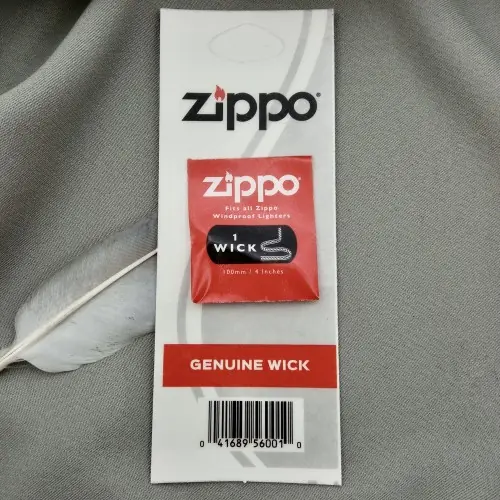 zippo®
zippo®
Fits all Zippo
Windproof Lighters
1
WICK
100mm / 4 Inches
GENUINE WICK
0 41689 56001 0